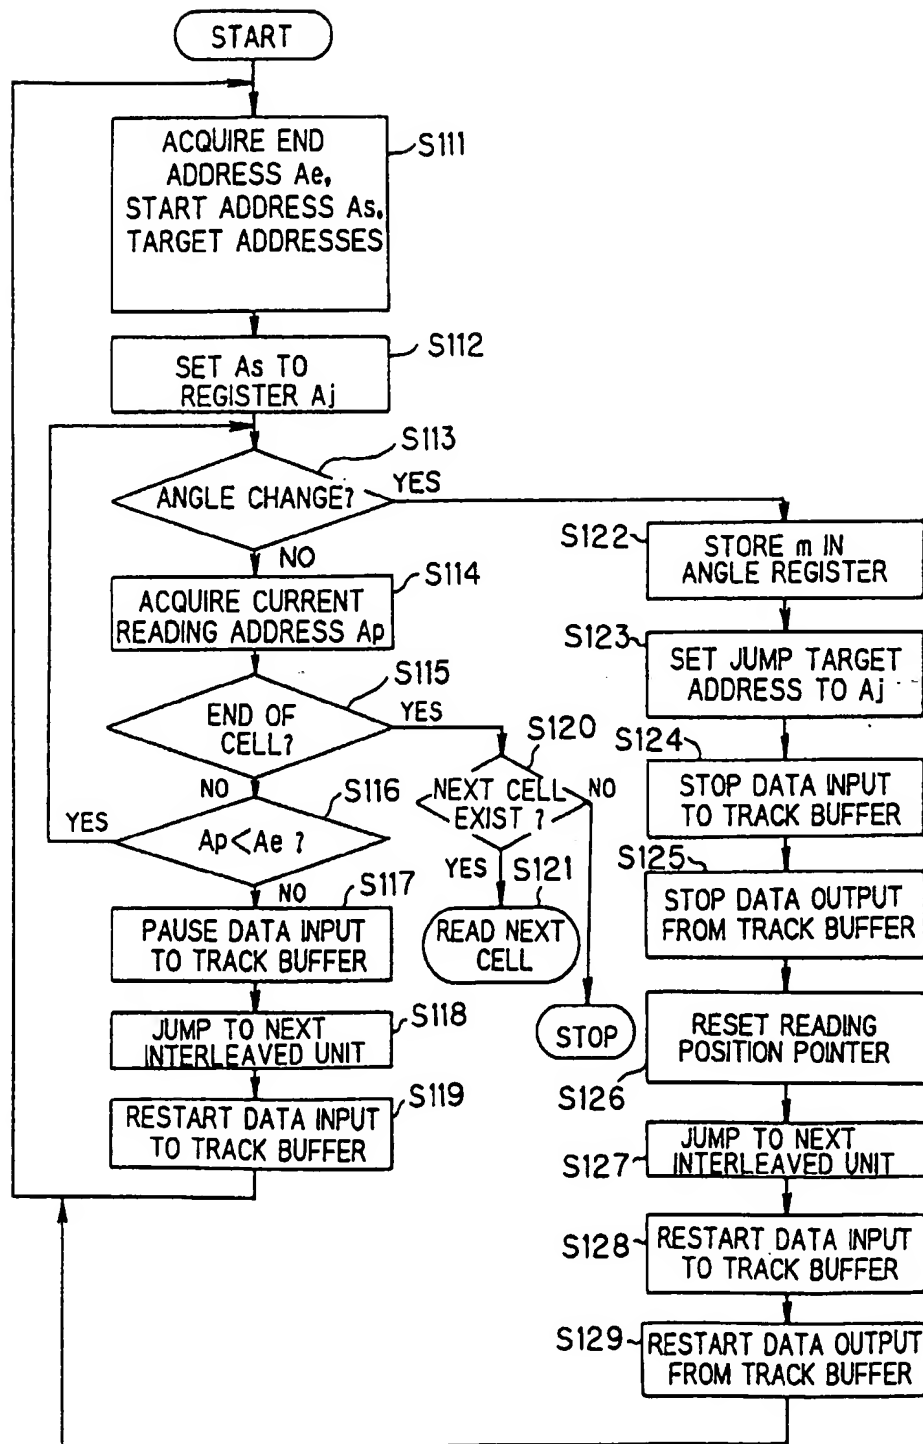 START
ACQUIRE END
ADDRESS Ae,
START ADDRESS As.
TARGET ADDRESSES
S111
SET As TO
REGISTER Aj
S112
ANGLE CHANGE?
S113
YES
NO
ACQUIRE CURRENT
READING ADDRESS Ap
S114
END OF
CELL?
S115
YES
NO
Ap<Ae ?
S116
YES
NO
PAUSE DATA INPUT
TO TRACK BUFFER
S117
JUMP TO NEXT
INTERLEAVED UNIT
S118
RESTART DATA INPUT
TO TRACK BUFFER
S119
S120
NEXT CELL
EXIST ?
NO
YES
S121
READ NEXT
CELL
STOP
S122
STORE m IN
ANGLE REGISTER
S123
SET JUMP TARGET
ADDRESS TO Aj
S124
STOP DATA INPUT
TO TRACK BUFFER
S125
STOP DATA OUTPUT
FROM TRACK BUFFER
RESET READING
POSITION POINTER
S126
JUMP TO NEXT
INTERLEAVED UNIT
S127
RESTART DATA INPUT
TO TRACK BUFFER
S128
S129
RESTART DATA OUTPUT
FROM TRACK BUFFER